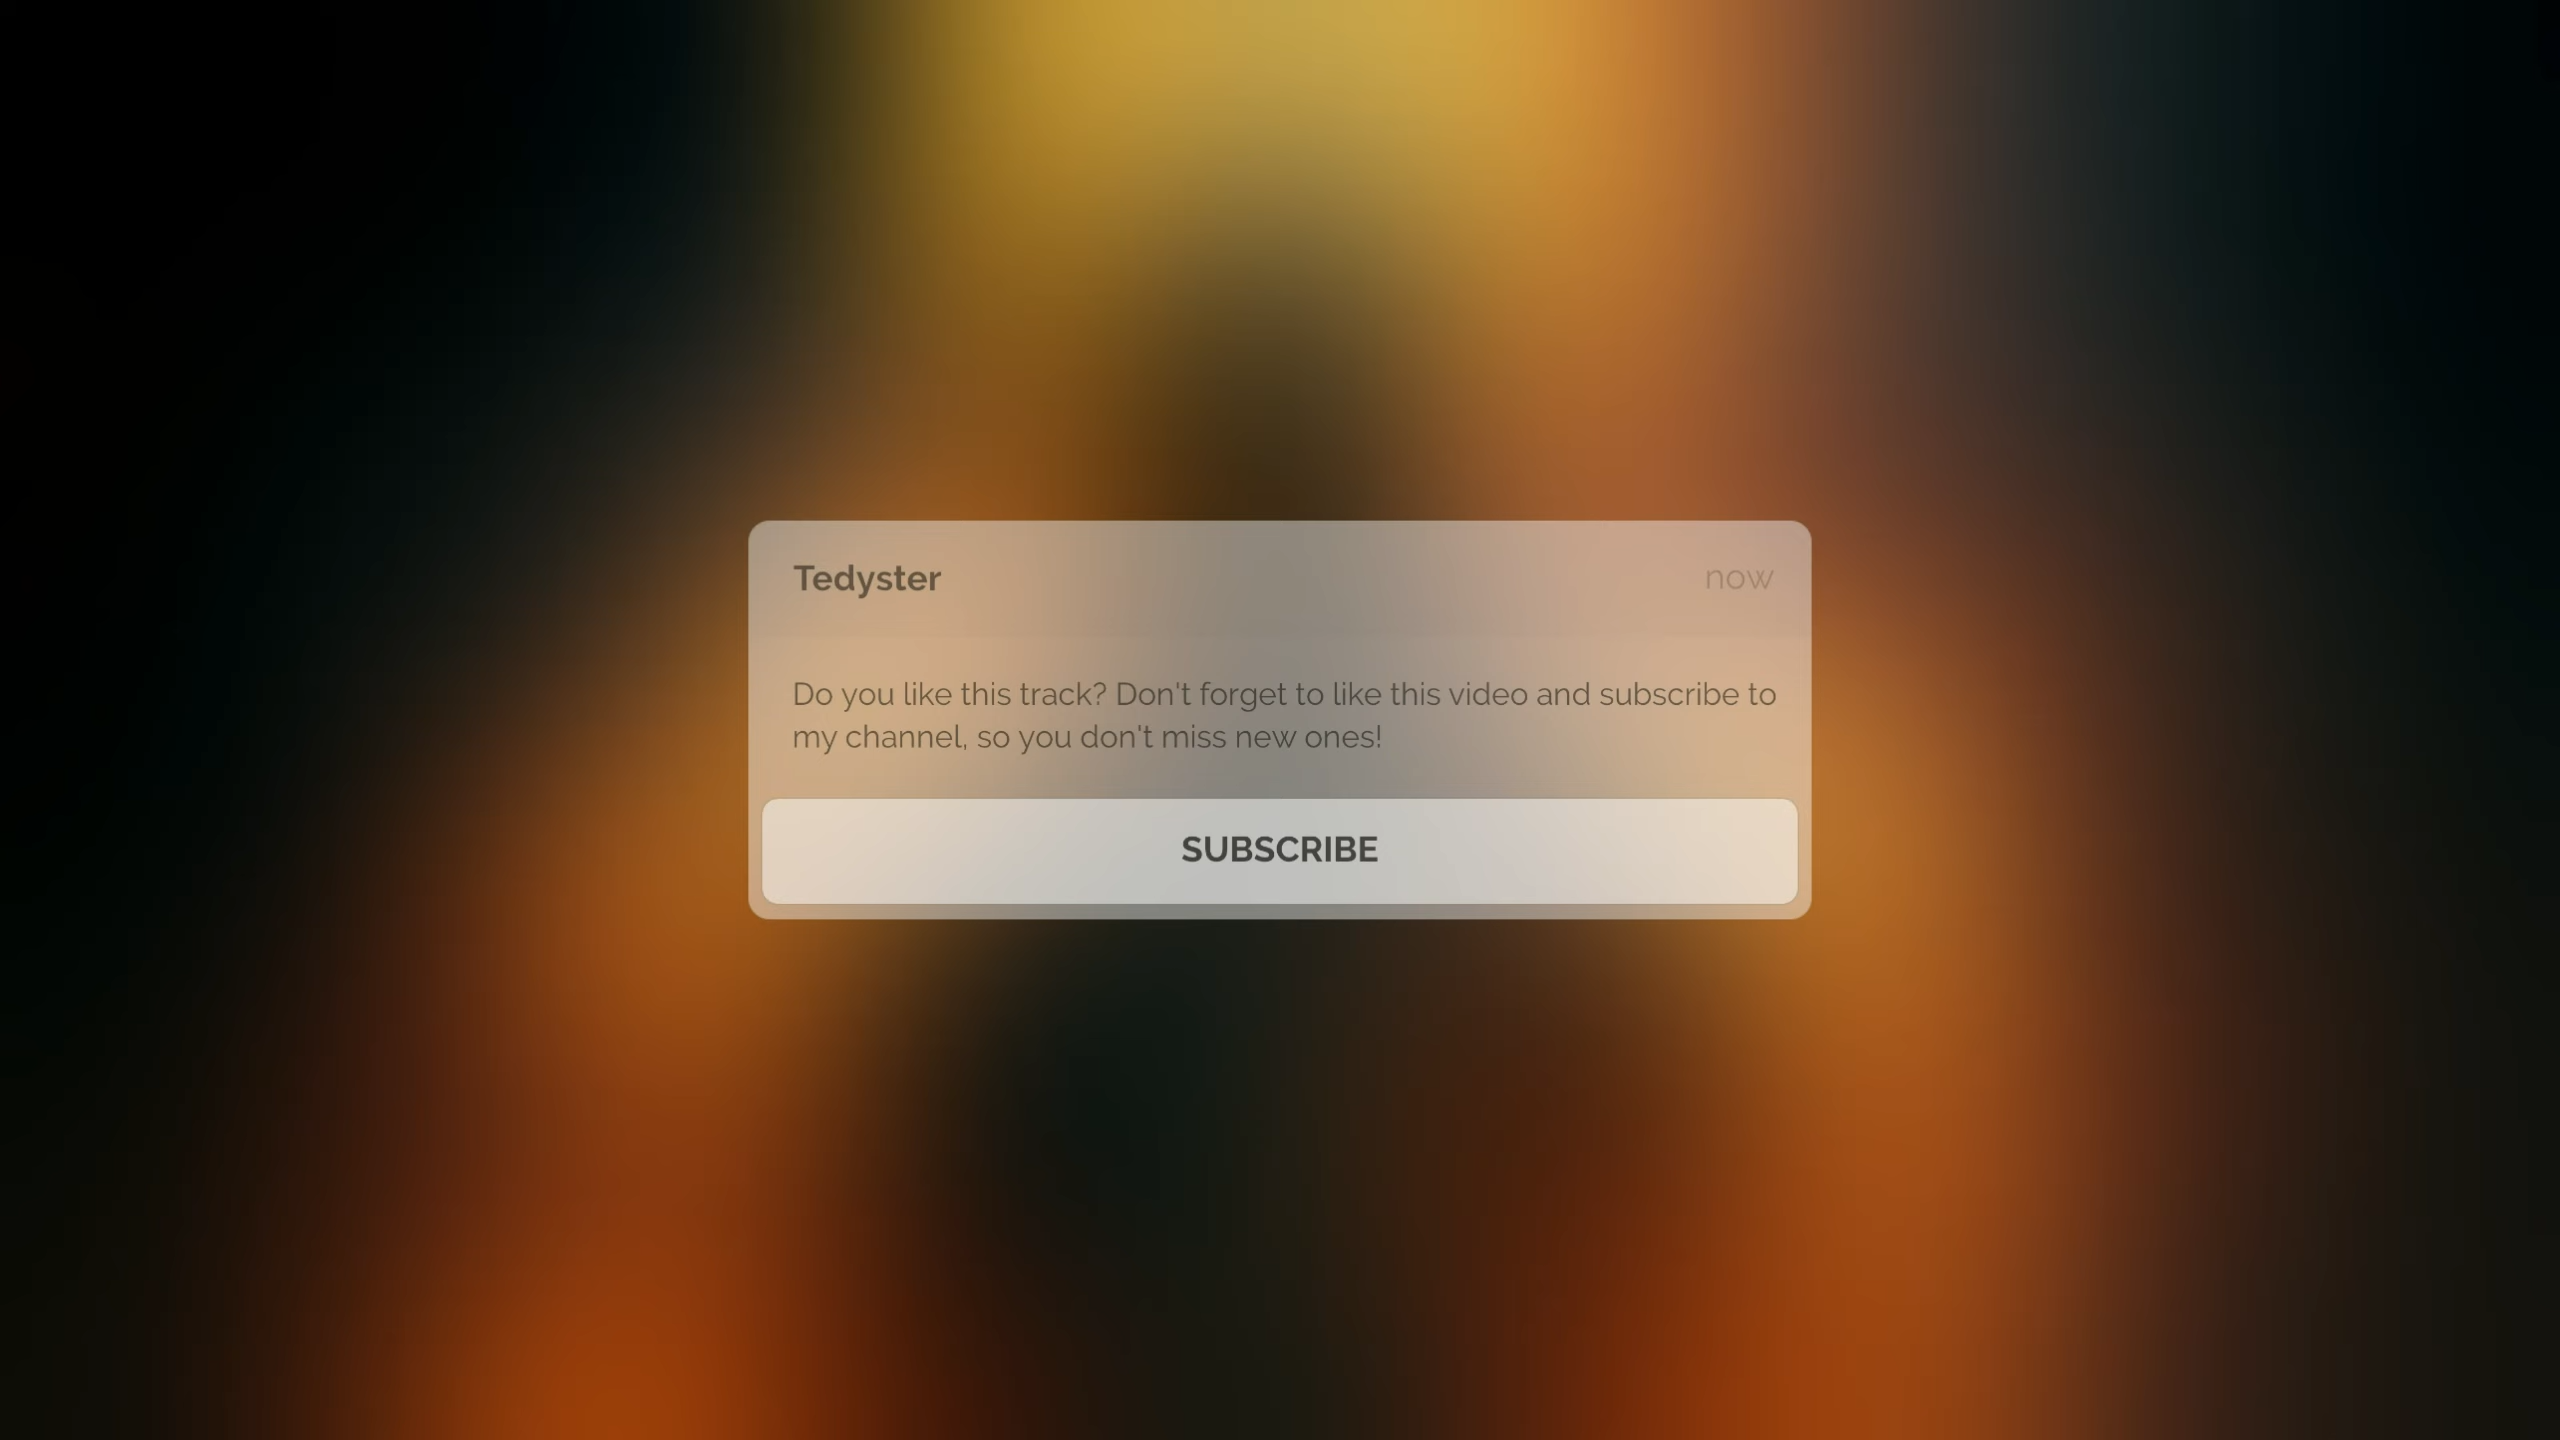 Tedyster
now
Do you like this track? Don't forget to like this video and subscribe to
my channel, so you don't miss new ones!
SUBSCRIBE